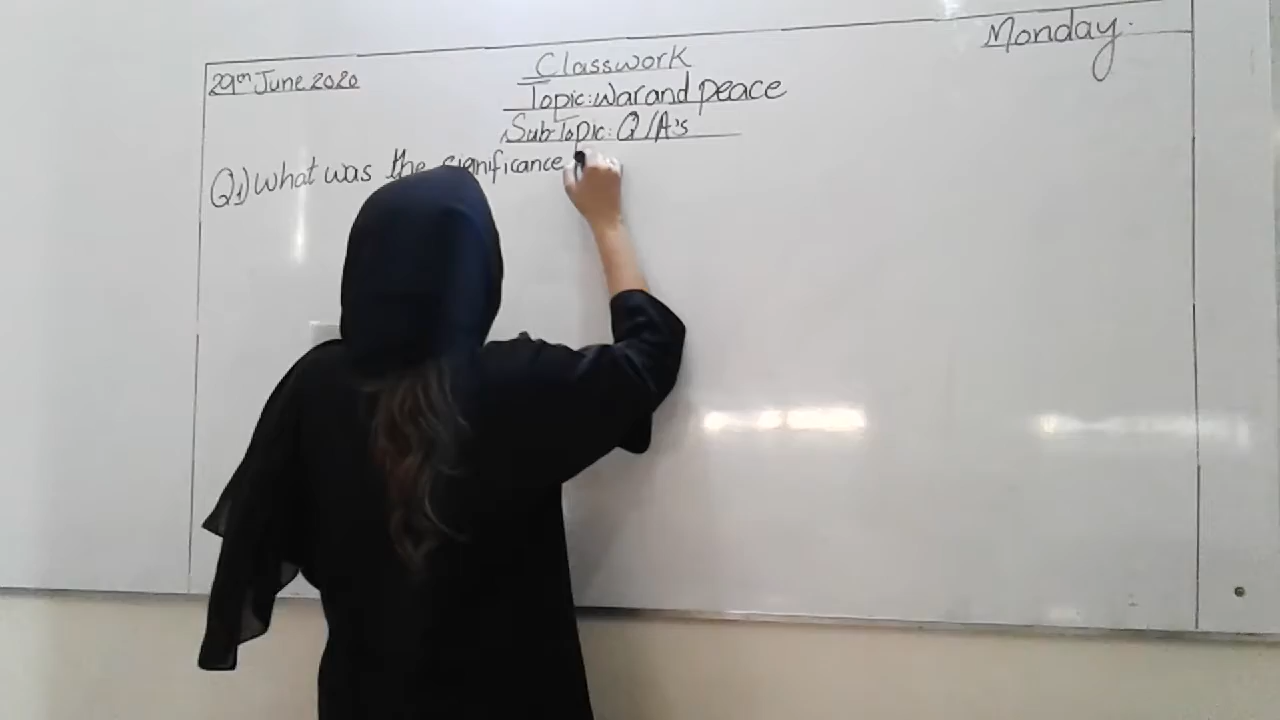 Monday.
Classwork
29th June 2020
Topic: War and peace
Sub-Topic: Q/A's
Q1) What was the significance